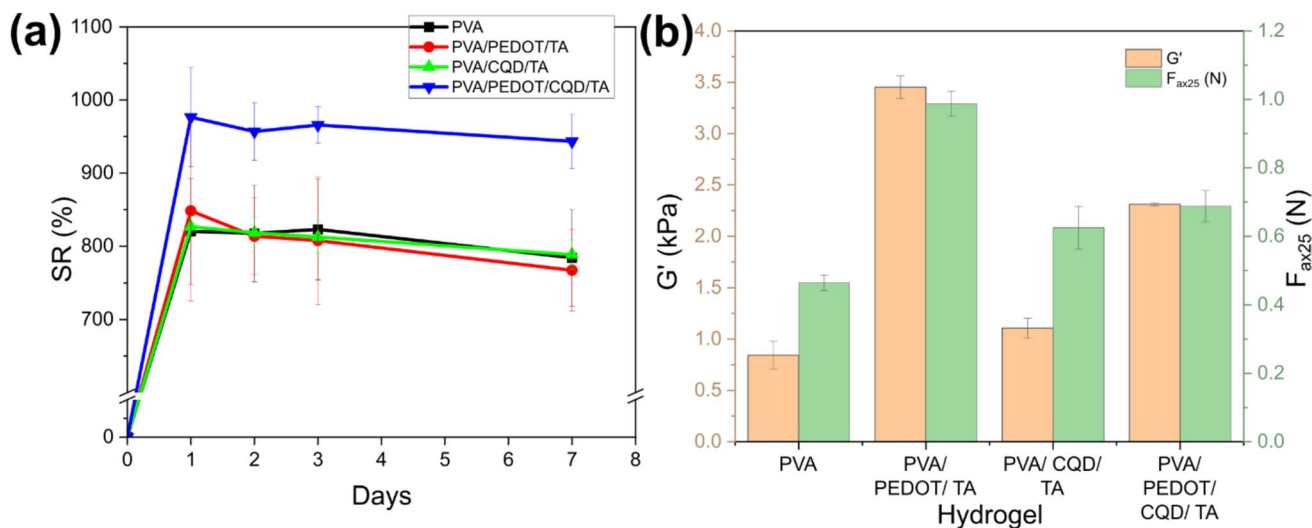 (a)
1100
1000
900
800
700
0
SR (%)
0 1 2 3 4 5 6 7 8
Days
PVA
PVA/PEDOT/TA
PVA/CQD/TA
PVA/PEDOT/CQD/TA
(b)
4.0
3.5
3.0
2.5
2.0
1.5
1.0
0.5
0.0
G' (kPa)
G'
Fax25 (N)
1.2
1.0
0.8
0.6
0.4
0.2
0.0
Fax25 (N)
PVA
PVA/
PEDOT/ TA
PVA/ CQD/
TA
PVA/
PEDOT/
CQD/ TA
Hydrogel